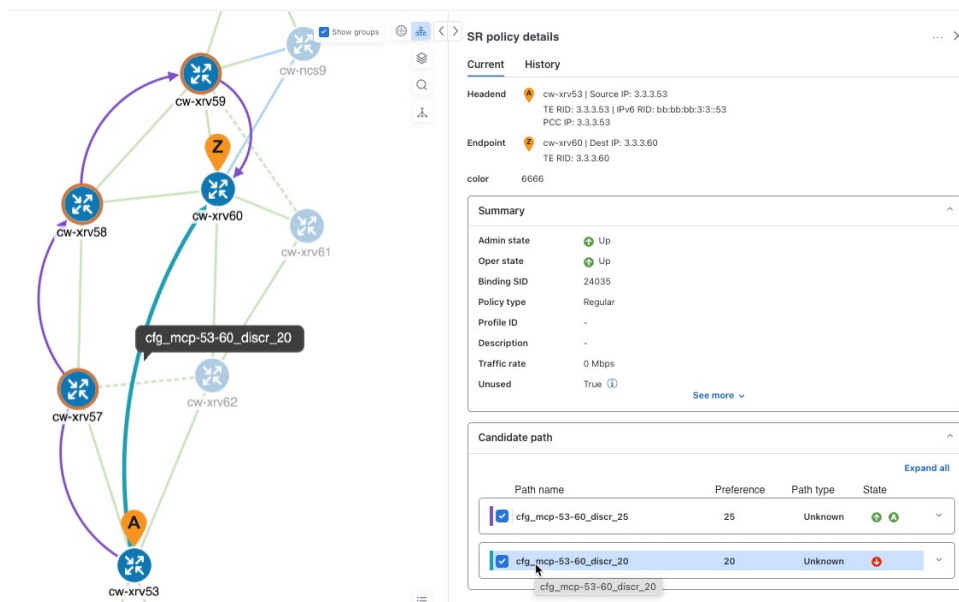 Show groups
cw-ncs9
cw-xrv59
Z
cw-xrv60
cw-xrv58
cw-xrv61
cfg_mcp-53-60_discr_20
cw-xrv62
cw-xrv57
A
cw-xrv53
SR policy details
Current History
Headend A cw-xrv53 | Source IP: 3.3.3.53
TE RID: 3.3.3.53 | IPv6 RID: bb:bb:bb:3:3::53
PCC IP: 3.3.3.53
Endpoint Z cw-xrv60 | Dest IP: 3.3.3.60
TE RID: 3.3.3.60
color 6666
Summary
Admin state Up
Oper state Up
Binding SID 24035
Policy type Regular
Profile ID -
Description -
Traffic rate 0 Mbps
Unused True
See more
Candidate path
Expand all
Path name Preference Path type State
cfg_mcp-53-60_discr_25 25 Unknown A
cfg_mcp-53-60_discr_20 20 Unknown
cfg_mcp-53-60_discr_20